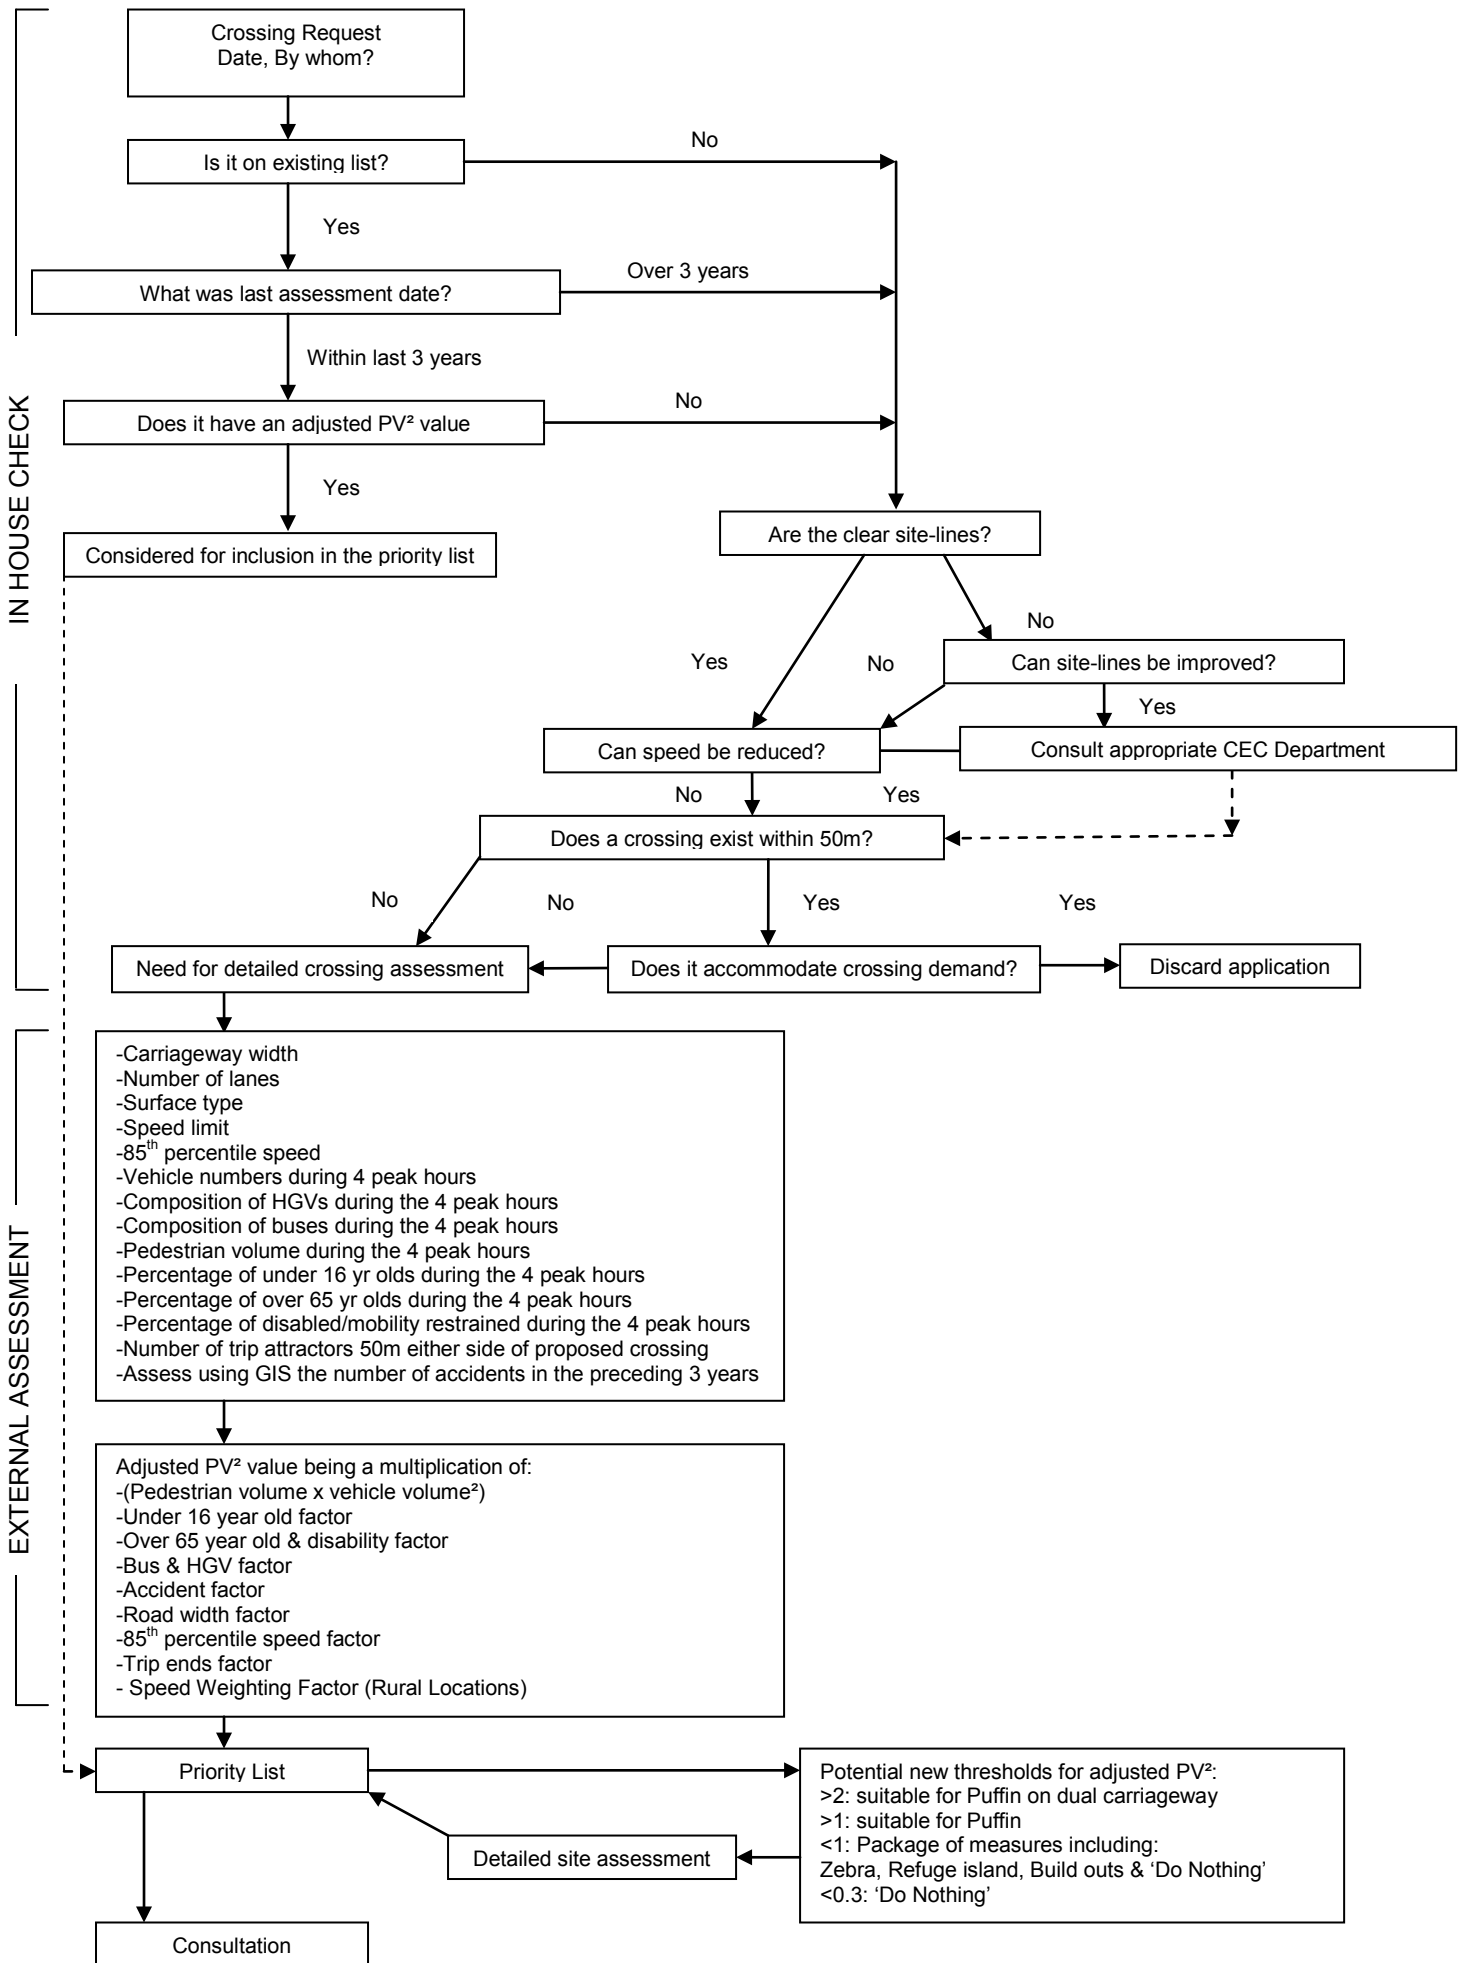 Crossing Request
Date, By whom?
No
Is it on existing list?
Yes
Over 3 years
What was last assessment date?
Within last 3 years
No
Does it have an adjusted PV² value
Yes
Are the clear site-lines?
Considered for inclusion in the priority list
IN HOUSE CHECK
No
Yes
No
Can site-lines be improved?
Yes
Can speed be reduced?
Consult appropriate CEC Department
No
Yes
Does a crossing exist within 50m?
No
No
Yes
Yes
Need for detailed crossing assessment
Does it accommodate crossing demand?
Discard application
EXTERNAL ASSESSMENT
-Carriageway width
-Number of lanes
-Surface type
-Speed limit
-85th percentile speed
-Vehicle numbers during 4 peak hours
-Composition of HGVs during the 4 peak hours
-Composition of buses during the 4 peak hours
-Pedestrian volume during the 4 peak hours
-Percentage of under 16 yr olds during the 4 peak hours
-Percentage of over 65 yr olds during the 4 peak hours
-Percentage of disabled/mobility restrained during the 4 peak hours
-Number of trip attractors 50m either side of proposed crossing
-Assess using GIS the number of accidents in the preceding 3 years
Adjusted PV² value being a multiplication of:
-(Pedestrian volume x vehicle volume²)
-Under 16 year old factor
-Over 65 year old & disability factor
-Bus & HGV factor
-Accident factor
-Road width factor
-85th percentile speed factor
-Trip ends factor
- Speed Weighting Factor (Rural Locations)
Priority List
Potential new thresholds for adjusted PV²:
>2: suitable for Puffin on dual carriageway
>1: suitable for Puffin
<1: Package of measures including:
Zebra, Refuge island, Build outs & ‘Do Nothing’
<0.3: ‘Do Nothing’
Detailed site assessment
Consultation